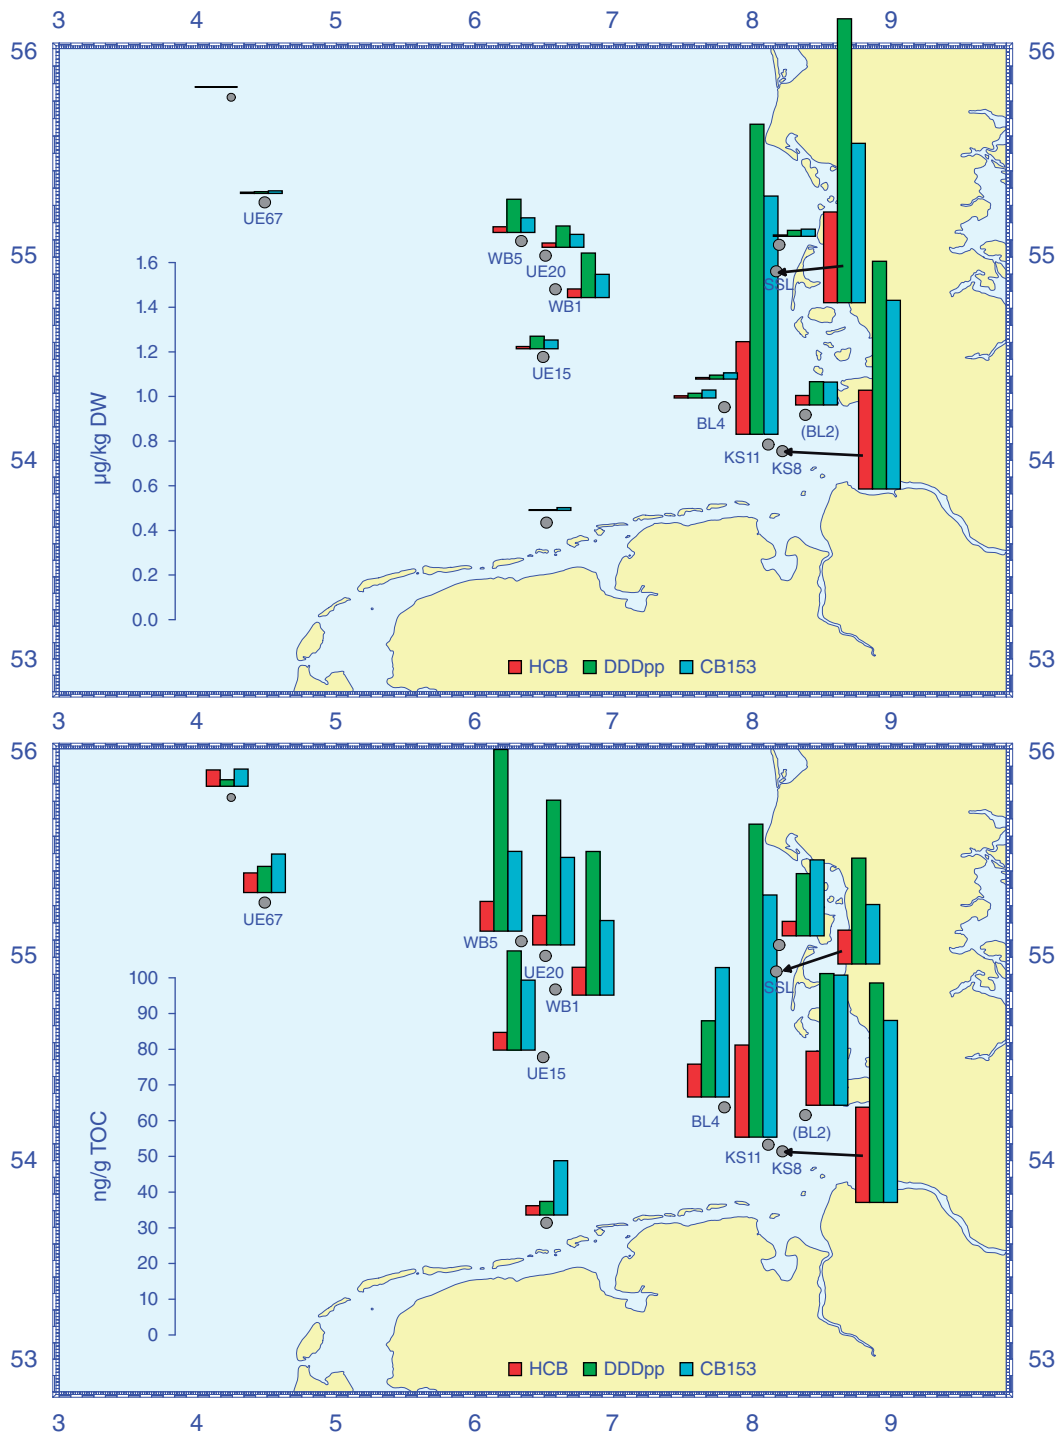 3 4 5 6 7 8 9
56 56
UE67
55 WB5 55
UE20
1.6 SSL
1.4 WB1
1.2 UE15
1.0
BL4 (BL2)
0.8
KS11 KS8
54 54
0.6
0.4
0.2
0.0
µg/kg DW
53 HCB DDDpp CB153 53
3 4 5 6 7 8 9
56 56
UE67
WB5
55 55
UE20
100 SSL
WB1
90
80 UE15
70
BL4 (BL2)
60
KS11 KS8
54 54
50
40
30
20
10
0
ng/g TOC
53 HCB DDDpp CB153 53
3 4 5 6 7 8 9